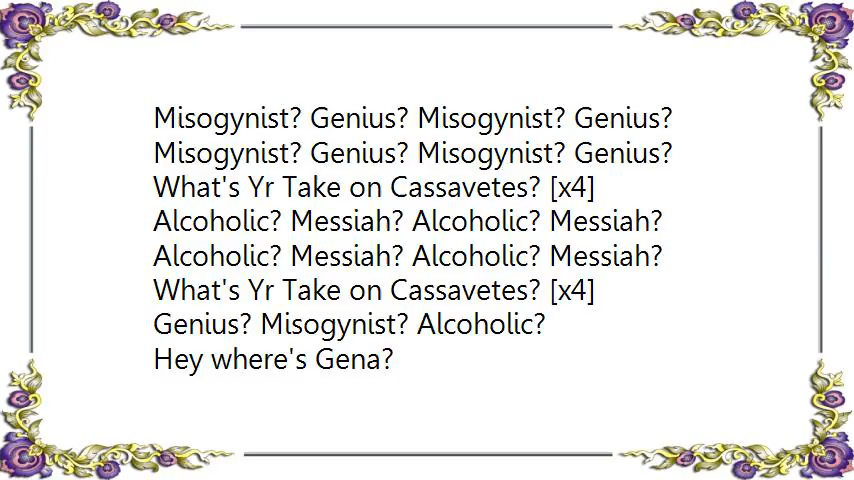 Misogynist? Genius? Misogynist? Genius?
Misogynist? Genius? Misogynist? Genius?
What's Yr Take on Cassavetes? [x4]
Alcoholic? Messiah? Alcoholic? Messiah?
Alcoholic? Messiah? Alcoholic? Messiah?
What's Yr Take on Cassavetes? [x4]
Genius? Misogynist? Alcoholic?
Hey where's Gena?